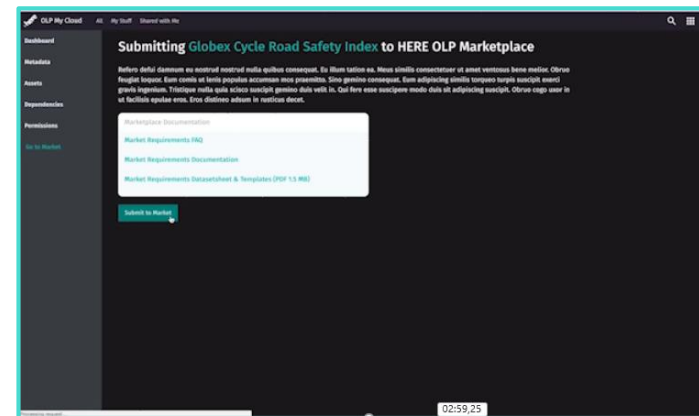 OLP My Cloud All My Stuff Shared with Me
Dashboard
Metadata
Assets
Dependencies
Permissions
Go to Market
Submitting Globex Cycle Road Safety Index to HERE OLP Marketplace
Refero defui damnum eu nostrud nostrud nulla quibus consequat. Eu illum tation ea. Meus similis consectetuer ut amet ventosus bene melior. Obruo
feugiat loquor. Eum comis ut lenis populus accumsan mos praemitto. Sino gemino consequat. Eum adipiscing similis torqueo turpis suscipit exerci
gravis ingenium. Tristique nulla quia scisco suscipit gemino duis velit in. Qui fere esse suscipere modo duis sit adipiscing suscipit. Obruo cogo uxor in
ut facilisis epulae eros. Eros distineo adsum in rusticus decet.
Marketplace Documentation
Market Requirements FAQ
Market Requirements Documentation
Market Requirements Datasetsheet & Templates (PDF 1.5 MB)
Submit to Market
Processing request
02:59,25